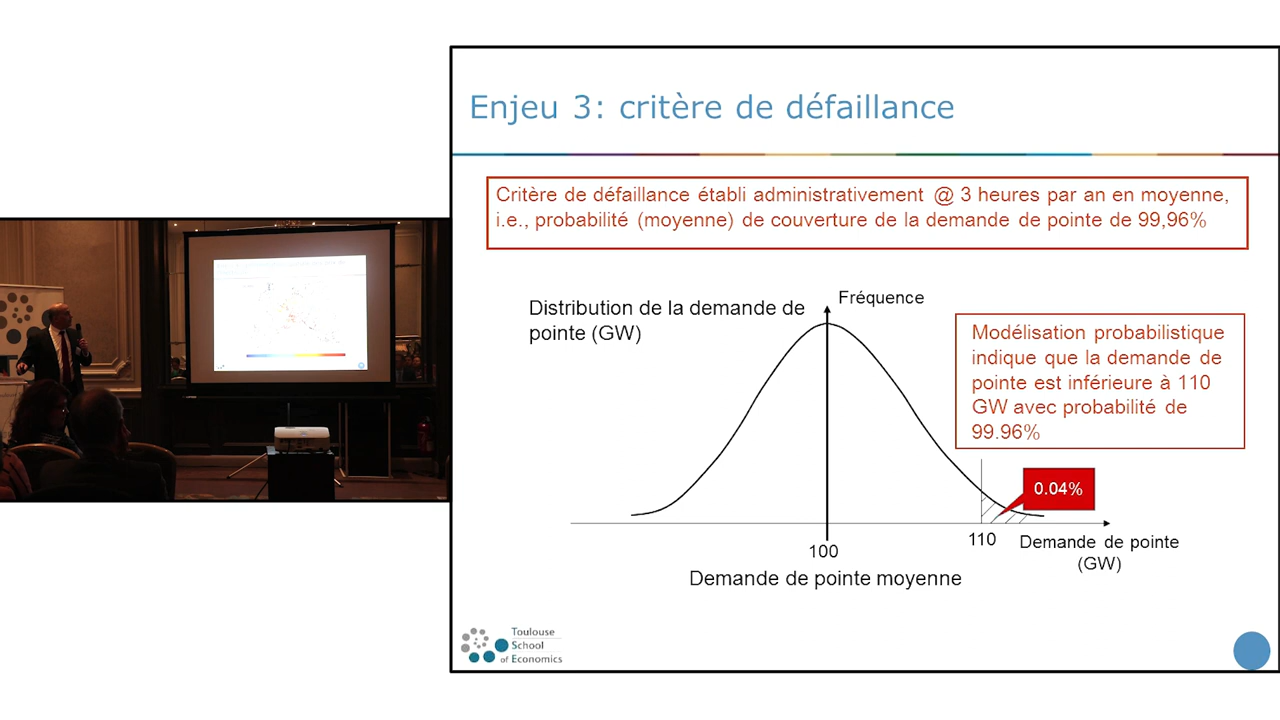 Enjeu 3: critère de défaillance
Critère de défaillance établi administrativement @ 3 heures par an en moyenne,
i.e., probabilité (moyenne) de couverture de la demande de pointe de 99,96%
Distribution de la demande de
pointe (GW)
Fréquence
Modélisation probabilistique
indique que la demande de
pointe est inférieure à 110
GW avec probabilité de
99.96%
0.04%
100
110
Demande de pointe
(GW)
Demande de pointe moyenne
Toulouse
School
of Economics